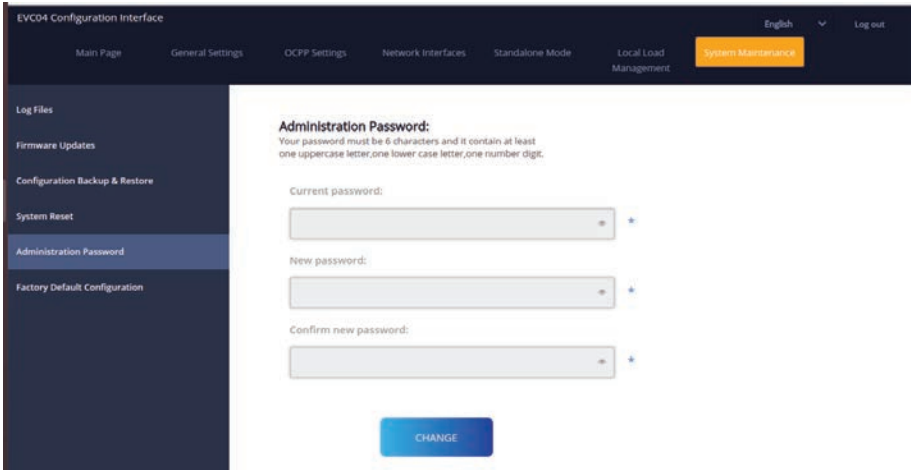 EVC04 Configuration Interface
English
Log out
Main Page
General Settings
OCPP Settings
Network Interfaces
Standalone Mode
Local Load
Management
System Maintenance
Log Files
Firmware Updates
Configuration Backup & Restore
System Reset
Administration Password
Factory Default Configuration
Administration Password:
Your password must be 6 characters and it contain at least
one uppercase letter,one lower case letter,one number digit.
Current password:
*
New password:
*
Confirm new password:
*
CHANGE